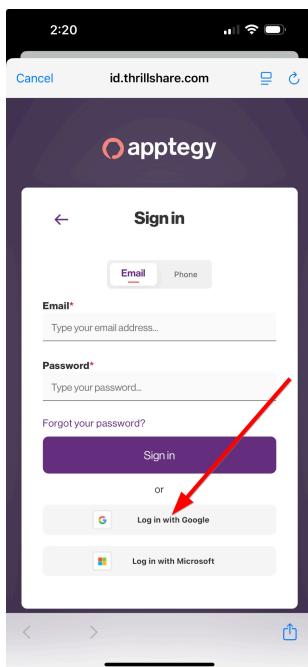 2:20
Cancel id.thrillshare.com
apptegy
Sign in
Email Phone
Email*
Type your email address...
Password*
Type your password...
Forgot your password?
Sign in
or
Log in with Google
Log in with Microsoft